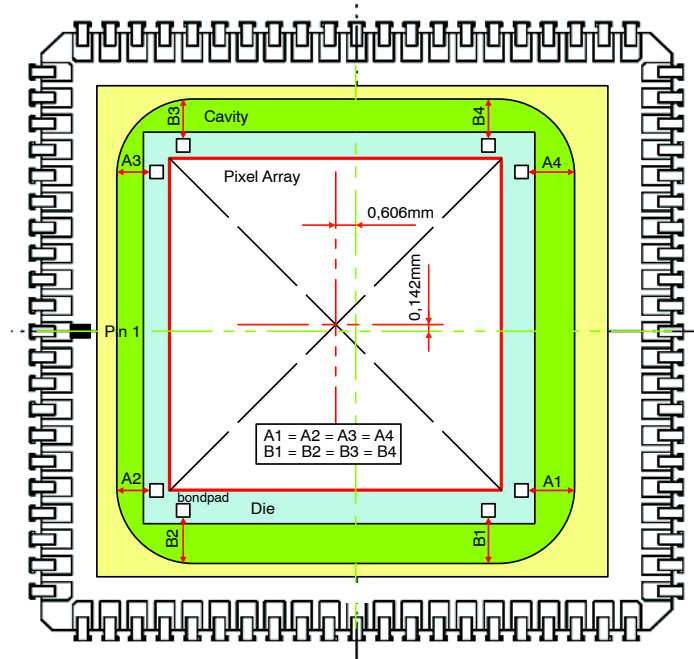 B3
B4
Cavity
A3
A4
Pixel Array
0,606mm
0,142mm
Pin 1
A1 = A2 = A3 = A4
B1 = B2 = B3 = B4
A2
A1
bondpad
Die
B2
B1